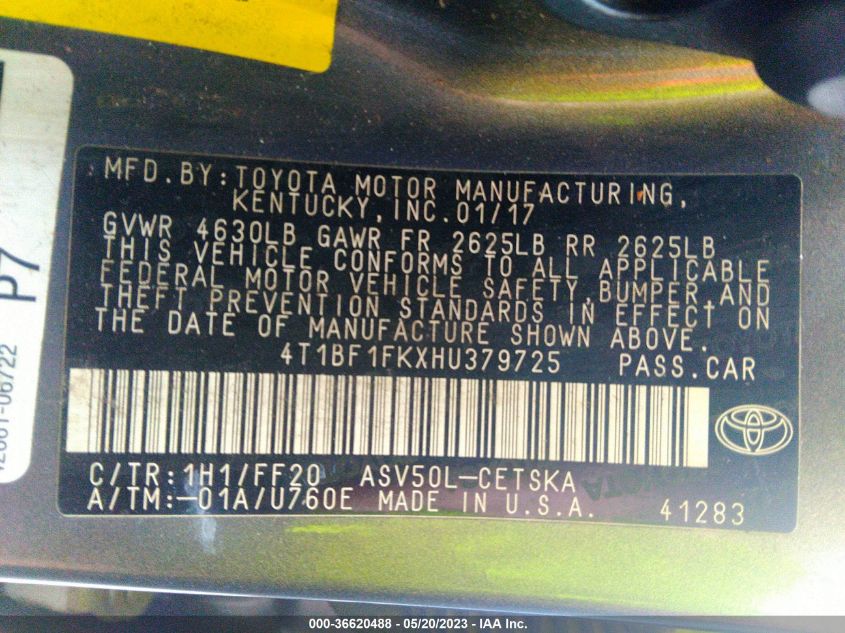 MFD.BY:TOYOTA MOTOR MANUFACTURING,
KENTUCKY,INC.01/17
GVWR 4630LB GAWR FR 2625LB RR 2625LB
THIS VEHICLE CONFORMS TO ALL APPLICABLE
FEDERAL MOTOR VEHICLE SAFETY,BUMPER,AND
THEFT PREVENTION STANDARDS IN EFFECT ON
THE DATE OF MANUFACTURE SHOWN ABOVE.
4T1BF1FKXHU379725 PASS.CAR
C/TR:1H1/FF20 ASV50L-CETSKA
A/TM:-01A/U760E MADE IN U.S.A. 41283
P7
TOYOTA
000-36620488 - 05/20/2023 - IAA Inc.